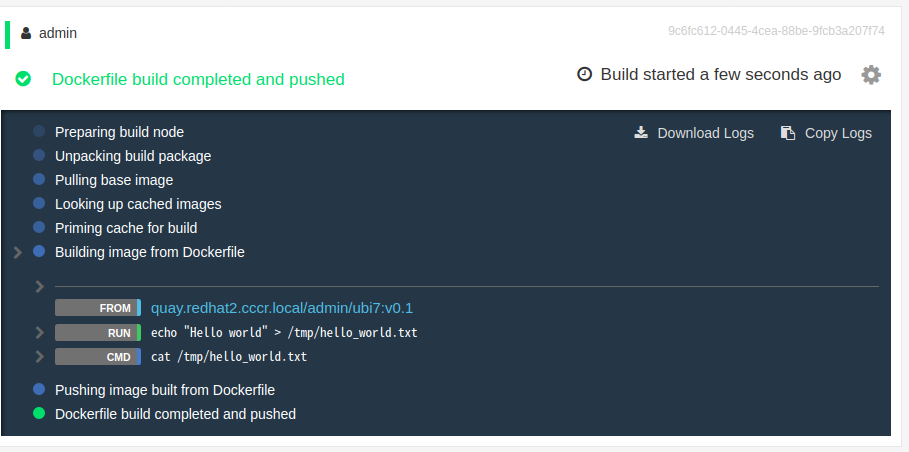 admin
9c6fc612-0445-4cea-88be-9fcb3a207f74
Dockerfile build completed and pushed
Build started a few seconds ago
Preparing build node
Download Logs
Copy Logs
Unpacking build package
Pulling base image
Looking up cached images
Priming cache for build
Building image from Dockerfile
FROM quay.redhat2.cccr.local/admin/ubi7:v0.1
RUN echo "Hello world" > /tmp/hello_world.txt
CMD cat /tmp/hello_world.txt
Pushing image built from Dockerfile
Dockerfile build completed and pushed